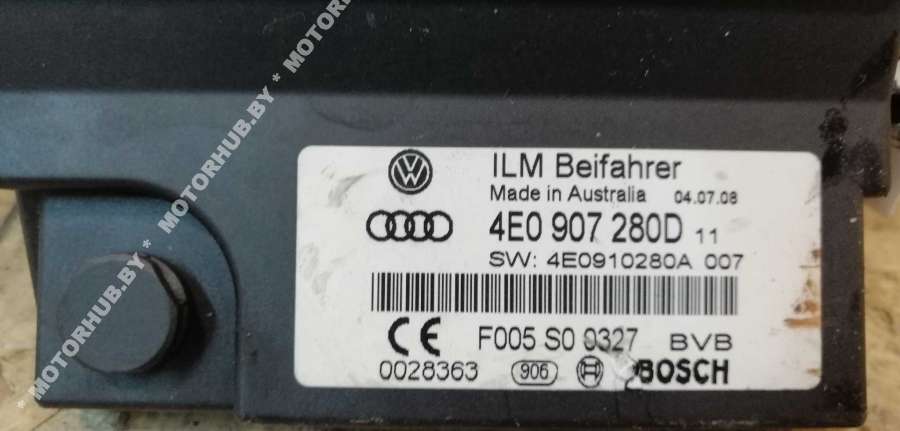 ILM Beifahrer
Made in Australia 04.07.08
4E0 907 280D 11
SW: 4E0910280A 007
CE F005 S0 0327 BVB
0028363 906 BOSCH
* MOTORHUB.BY * MOTORHUB.BY * MOTORHUB.BY *